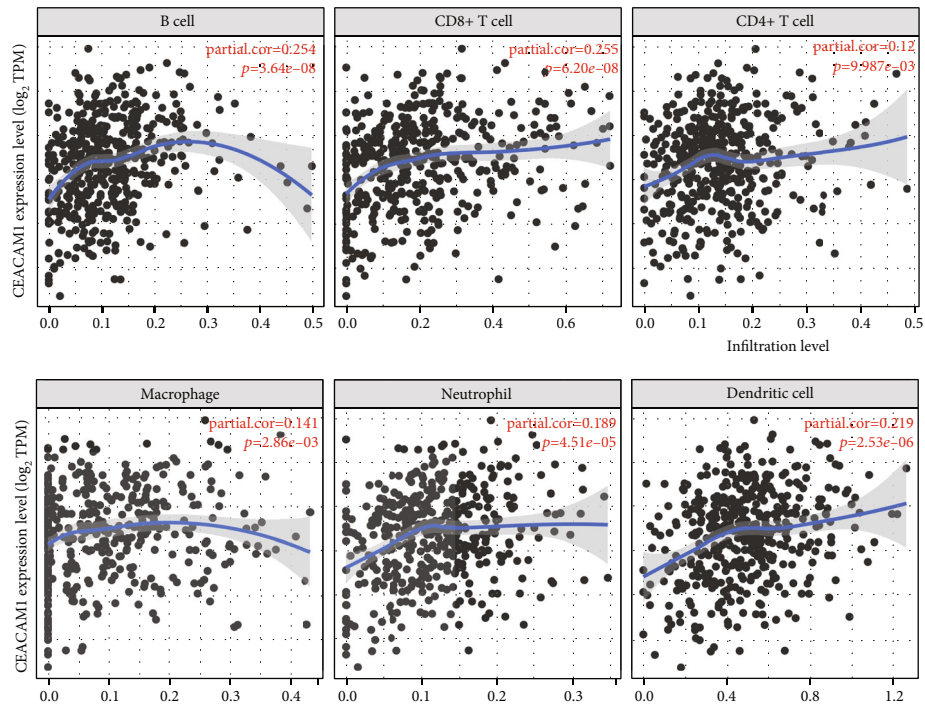 B cell
CD8+ T cell
CD4+ T cell
CEACAM1 expression level (log2 TPM)
partial.cor=0.254
p=3.64e−08
partial.cor=0.255
p=6.20e−08
partial.cor=0.12
p=9.987e−03
0.0 0.1 0.2 0.3 0.4 0.5
0.0 0.2 0.4 0.6
0.0 0.1 0.2 0.3 0.4 0.5
Infiltration level
Macrophage
Neutrophil
Dendritic cell
CEACAM1 expression level (log2 TPM)
partial.cor=0.141
p=2.86e−03
partial.cor=0.189
p=4.51e−05
partial.cor=0.219
p=2.53e−06
0.0 0.1 0.2 0.3 0.4
0.0 0.1 0.2 0.3
0.0 0.4 0.8 1.2